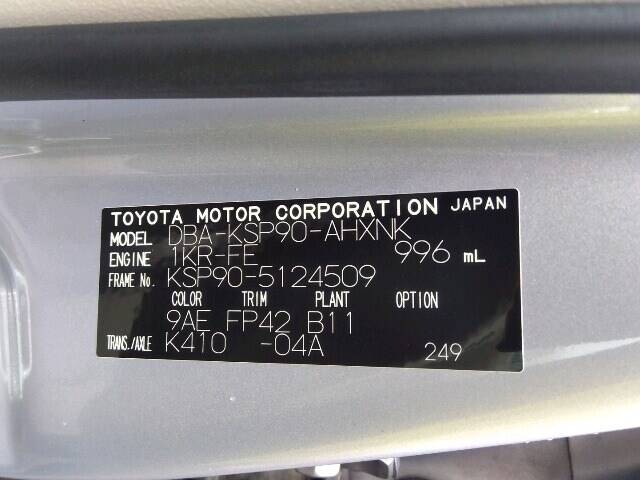 TOYOTA MOTOR CORPORATION JAPAN
MODEL DBA-KSP90-AHXNK
ENGINE 1KR-FE 996 mL
FRAME No. KSP90-5124509
COLOR TRIM PLANT OPTION
9AE FP42 B11
TRANS./AXLE K410 -04A 249